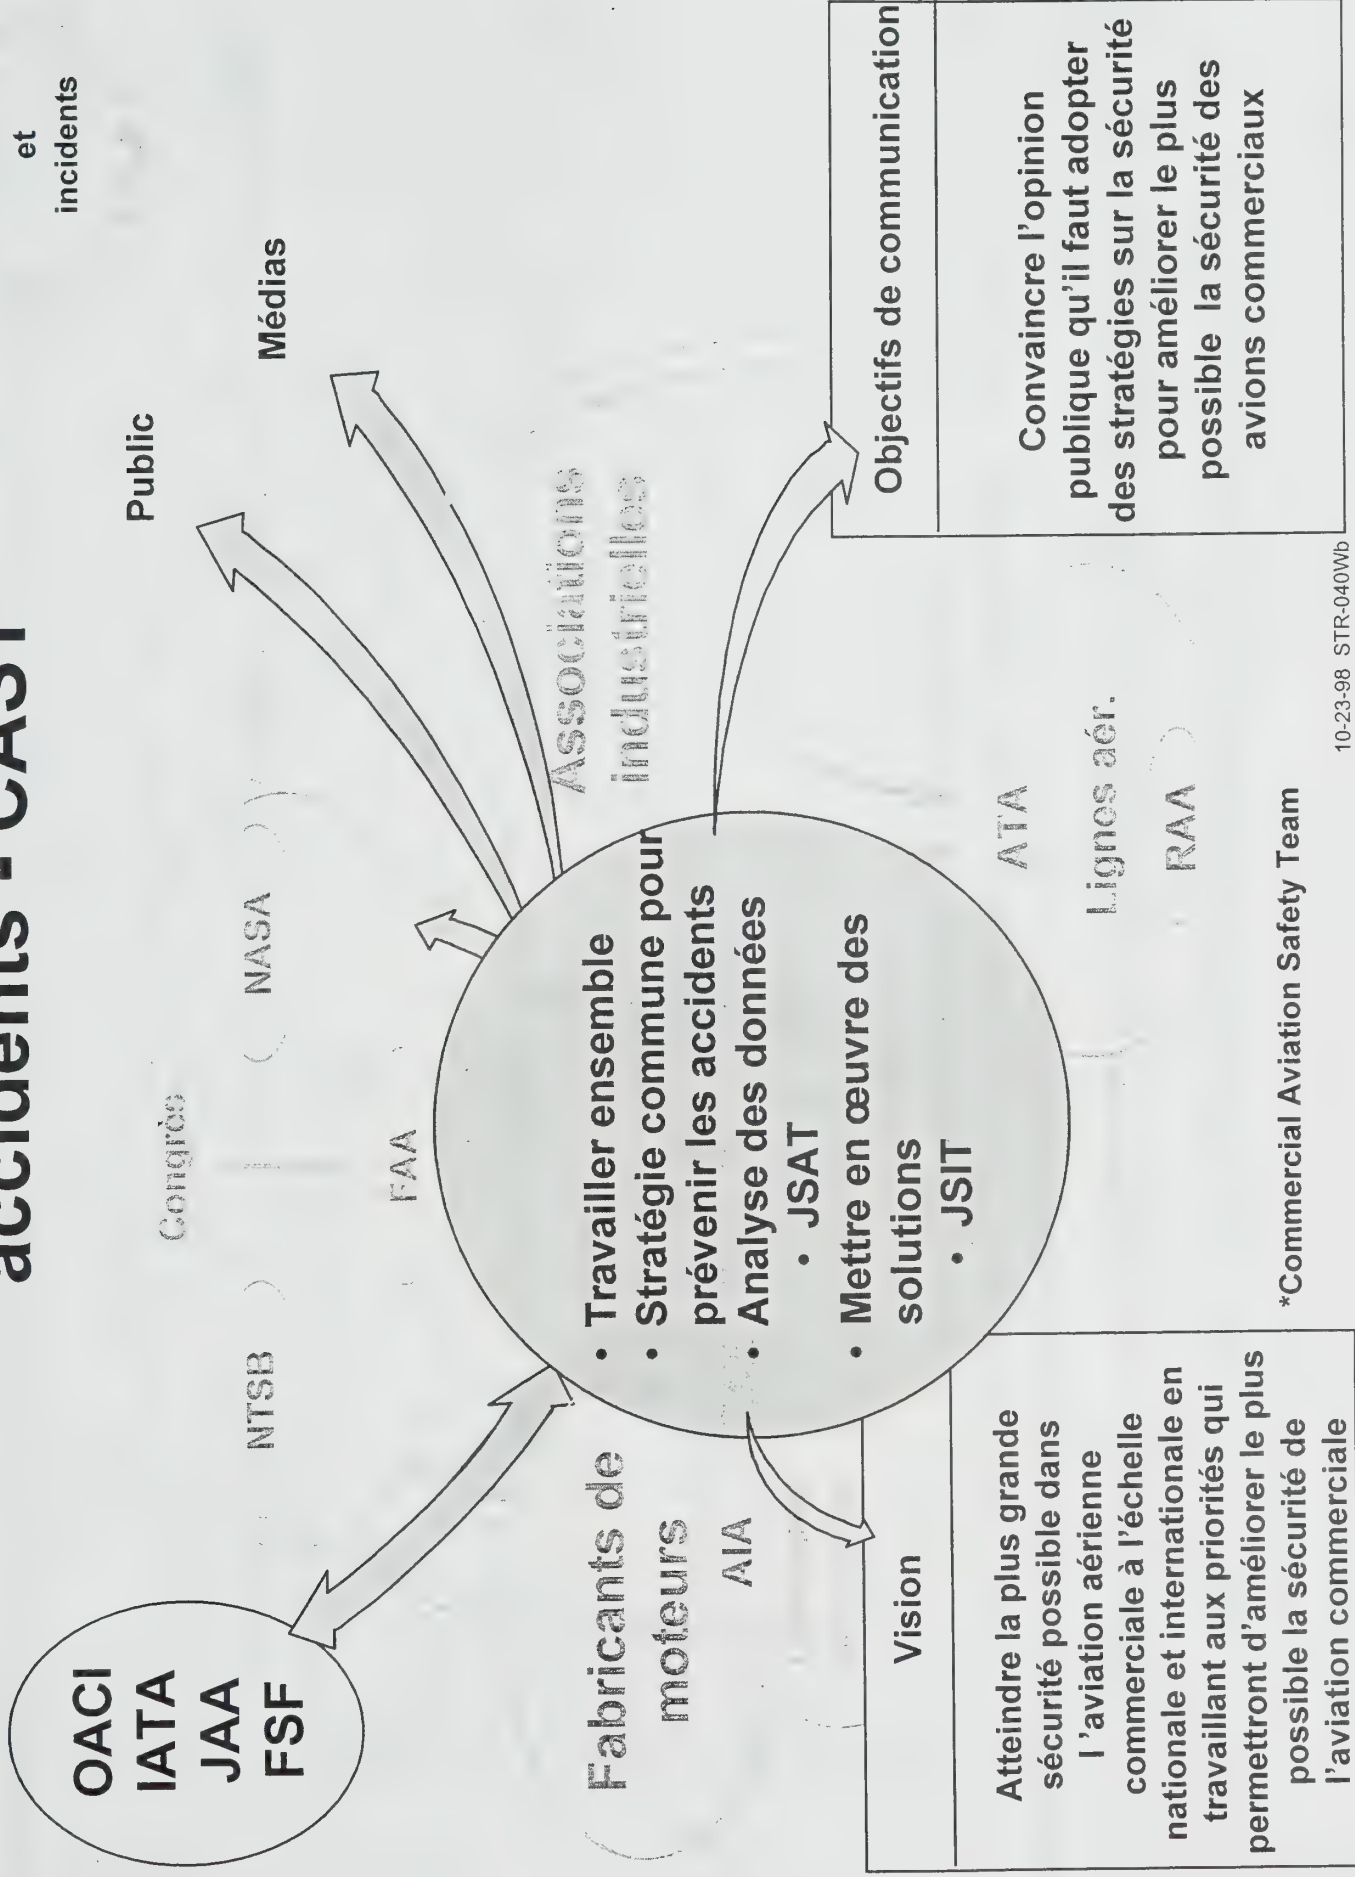 accidents : CAST
et
incidents
Public
Médias
Congrès
NTSB
NASA
FAA
OACI
IATA
JAA
FSF
Associations
industrielles
Fabricants de
moteurs
AIA
• Travailler ensemble
• Stratégie commune pour
prévenir les accidents
• Analyse des données
• JSAT
• Mettre en œuvre des
solutions
• JSIT
ATA
Lignes aér.
RAA
Vision
Atteindre la plus grande
sécurité possible dans
l'aviation aérienne
commerciale à l'échelle
nationale et internationale en
travaillant aux priorités qui
permettront d'améliorer le plus
possible la sécurité de
l'aviation commerciale
Objectifs de communication
Convaincre l'opinion
publique qu'il faut adopter
des stratégies sur la sécurité
pour améliorer le plus
possible la sécurité des
avions commerciaux
*Commercial Aviation Safety Team
10-23-98 STR-040Wb